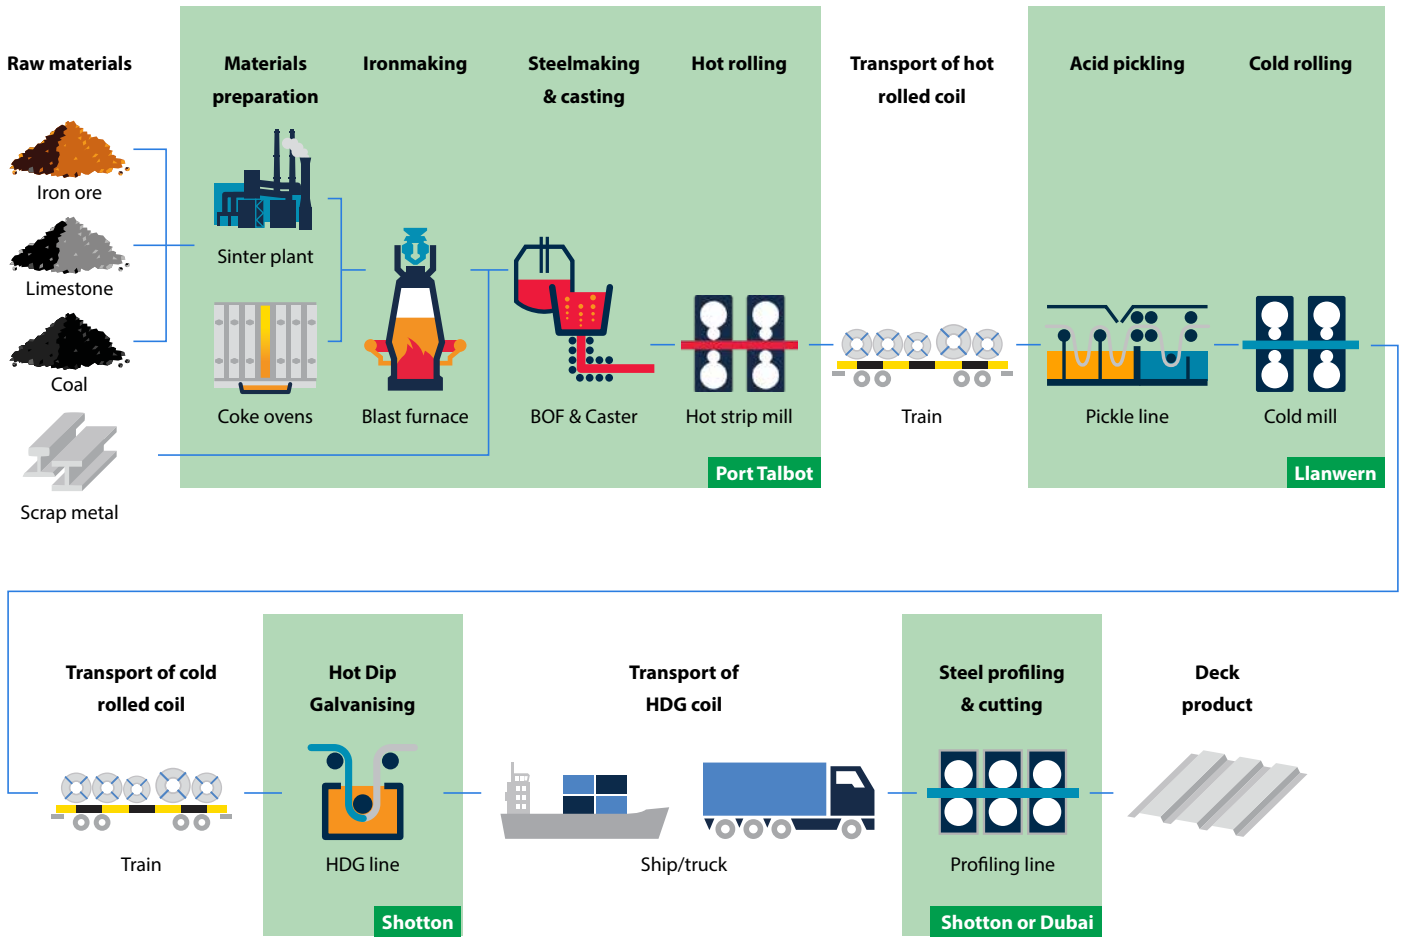 Raw materials
Materials
preparation
Ironmaking
Steelmaking
& casting
Hot rolling
Transport of hot
rolled coil
Acid pickling
Cold rolling
Iron ore
Limestone
Coal
Scrap metal
Sinter plant
Coke ovens
Blast furnace
BOF & Caster
Hot strip mill
Train
Pickle line
Cold mill
Port Talbot
Llanwern
Transport of cold
rolled coil
Hot Dip
Galvanising
Transport of
HDG coil
Steel profiling
& cutting
Deck
product
Train
HDG line
Ship/truck
Profiling line
Shotton
Shotton or Dubai